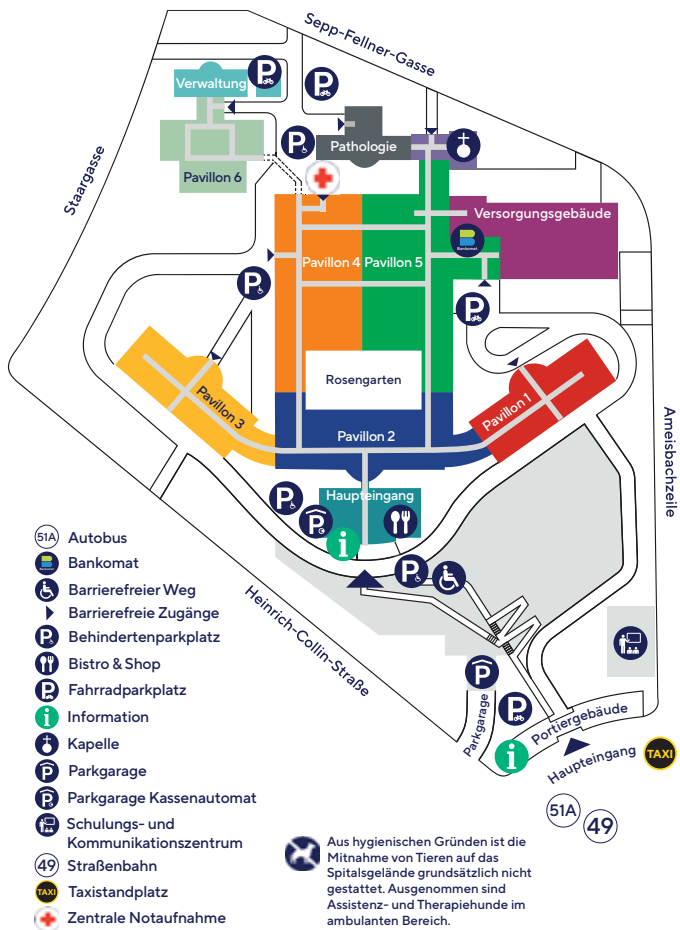 Sepp-Fellner-Gasse
Staargasse
Verwaltung
P
P
P
Pathologie
Pavillon 6
Versorgungsgebäude
B
Bankomat
Pavillon 4
Pavillon 5
P
P
Rosengarten
Pavillon 3
Pavillon 1
Pavillon 2
Ameisbachzeile
Haupteingang
P
P
i
P
Heinrich-Collin-Straße
P
Parkgarage
P
Portiergebäude
i
Haupteingang
TAXI
51A
49
51A Autobus
B Bankomat Bankomat
Barrierefreier Weg
Barrierefreie Zugänge
P Behindertenparkplatz
Bistro & Shop
P Fahrradparkplatz
i Information
Kapelle
P Parkgarage
P Parkgarage Kassenautomat
Schulungs- und
Kommunikationszentrum
49 Straßenbahn
TAXI Taxistandplatz
Zentrale Notaufnahme
Aus hygienischen Gründen ist die
Mitnahme von Tieren auf das
Spitalsgelände grundsätzlich nicht
gestattet. Ausgenommen sind
Assistenz- und Therapiehunde im
ambulanten Bereich.